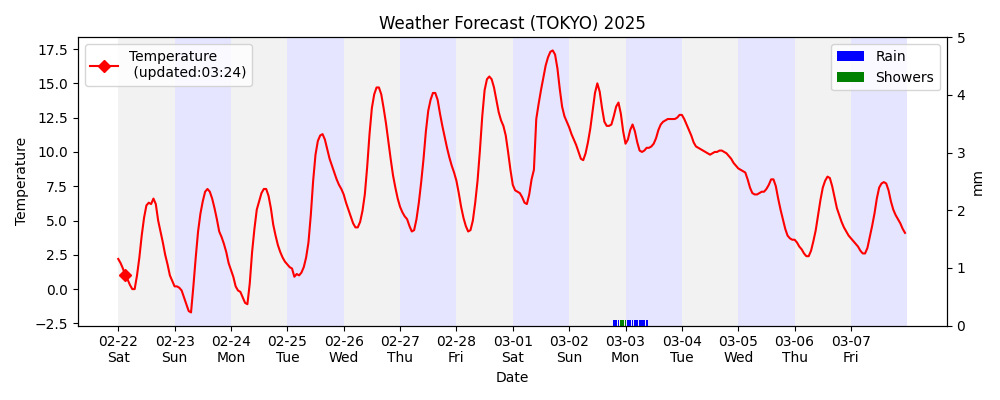 Weather Forecast (TOKYO) 2025
Temperature
(updated:03:24)
Rain
Showers
17.5
15.0
12.5
10.0
7.5
5.0
2.5
0.0
−2.5
Temperature
5
4
3
2
1
0
mm
02-22 02-23 02-24 02-25 02-26 02-27 02-28 03-01 03-02 03-03 03-04 03-05 03-06 03-07
Sat Sun Mon Tue Wed Thu Fri Sat Sun Mon Tue Wed Thu Fri
Date